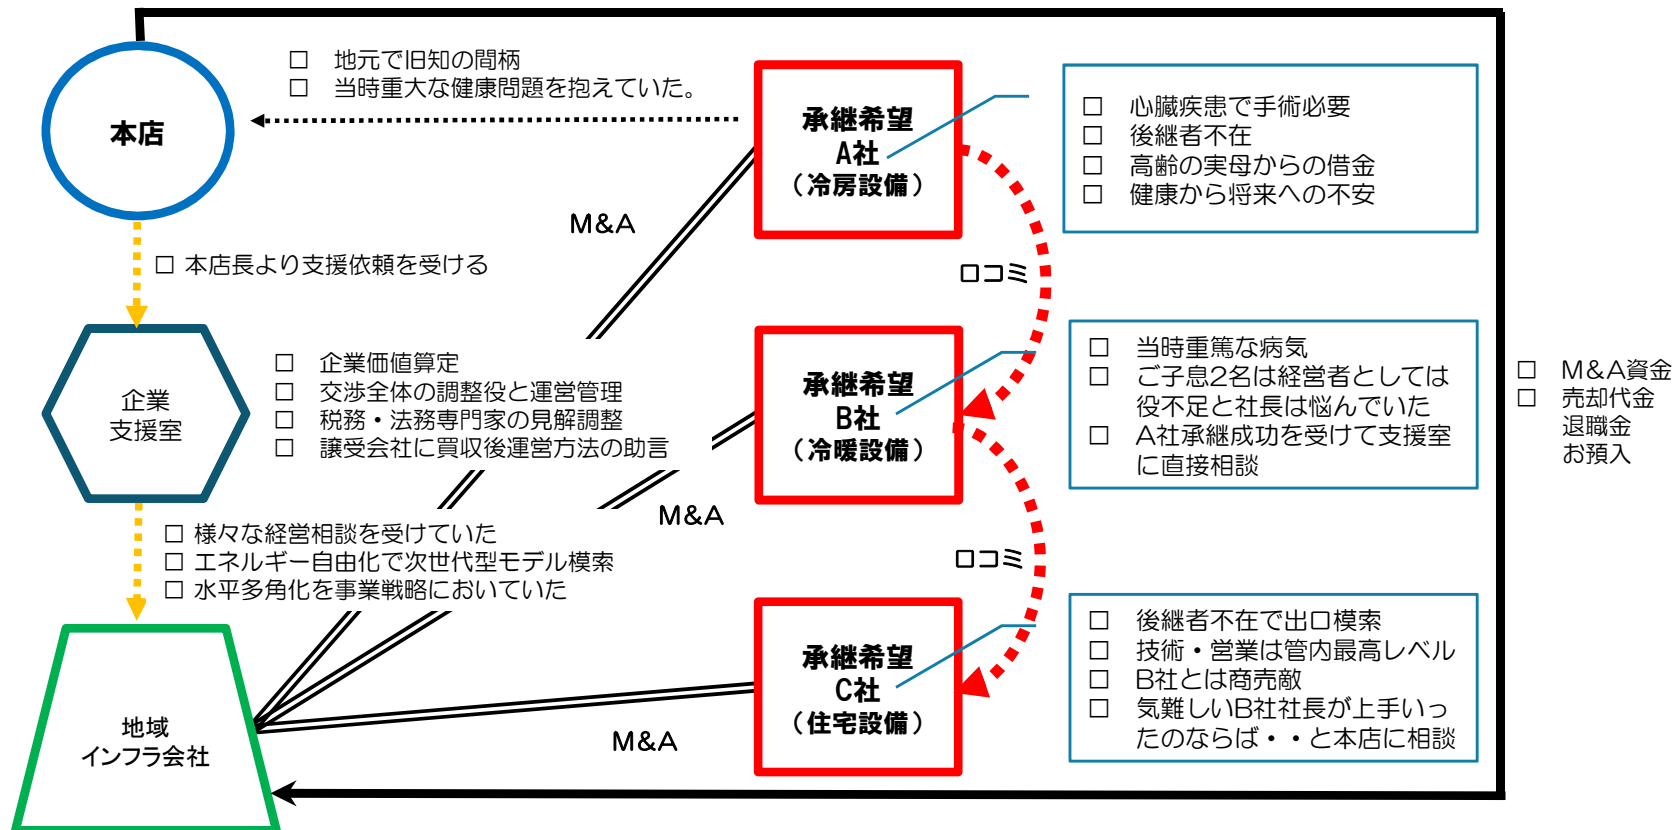 □ 地元で旧知の間柄
□ 当時重大な健康問題を抱えていた。
本店
承継希望
A社
（冷房設備）
□ 心臓疾患で手術必要
□ 後継者不在
□ 高齢の実母からの借金
□ 健康から将来への不安
M&A
□ 本店長より支援依頼を受ける
口コミ
企業
支援室
□ 企業価値算定
□ 交渉全体の調整役と運営管理
□ 税務・法務専門家の見解調整
□ 譲受会社に買収後運営方法の助言
承継希望
B社
（冷暖設備）
□ 当時重篤な病気
□ ご子息2名は経営者としては
役不足と社長は悩んでいた
□ A社承継成功を受けて支援室
に直接相談
□ M&A資金
□ 売却代金
退職金
お預入
M&A
□ 様々な経営相談を受けていた
□ エネルギー自由化で次世代型モデル模索
□ 水平多角化を事業戦略においていた
口コミ
地域
インフラ会社
M&A
承継希望
C社
（住宅設備）
□ 後継者不在で出口模索
□ 技術・営業は管内最高レベル
□ B社とは商売敵
□ 気難しいB社社長が上手いっ
たのならば・・と本店に相談